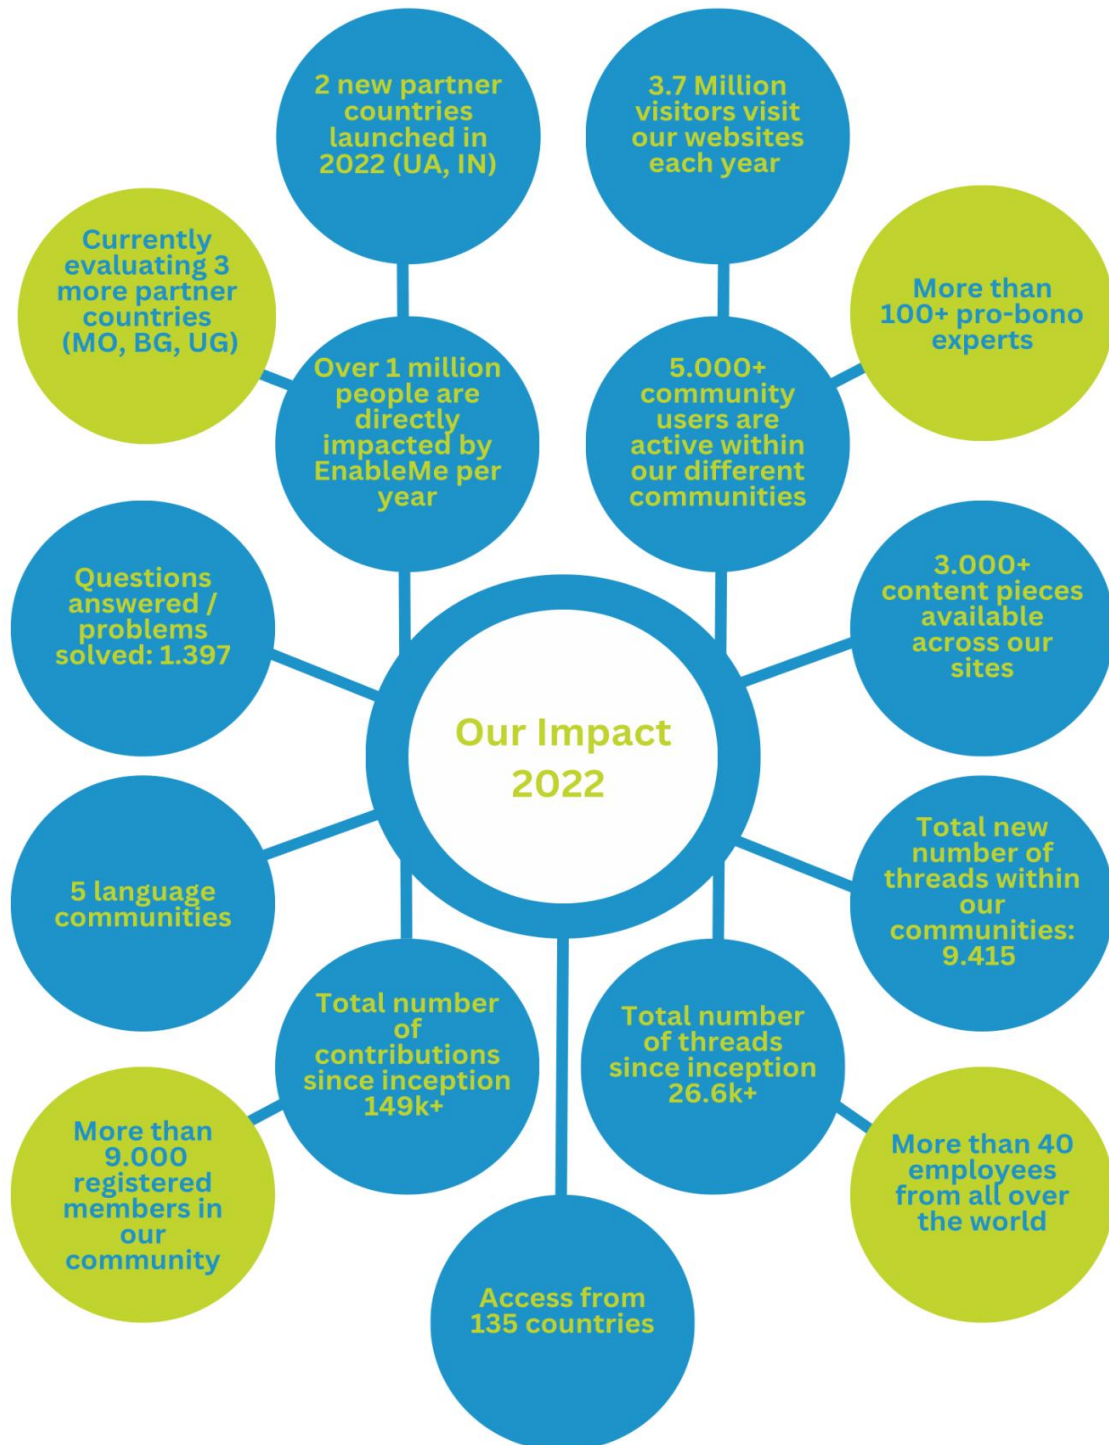 2 new partner
countries
launched in
2022 (UA, IN)
3.7 Million
visitors visit
our websites
each year
Currently
evaluating 3
more partner
countries
(MO, BG, UG)
More than
100+ pro-bono
experts
Over 1 million
people are
directly
impacted by
EnableMe per
year
5.000+
community
users are
active within
our different
communities
Questions
answered /
problems
solved: 1.397
3.000+
content pieces
available
across our
sites
Our Impact
2022
5 language
communities
Total new
number of
threads within
our
communities:
9.415
Total number
of
contributions
since inception
149k+
Total number
of threads
since inception
26.6k+
More than
9.000
registered
members in
our
community
More than 40
employees
from all over
the world
Access from
135 countries